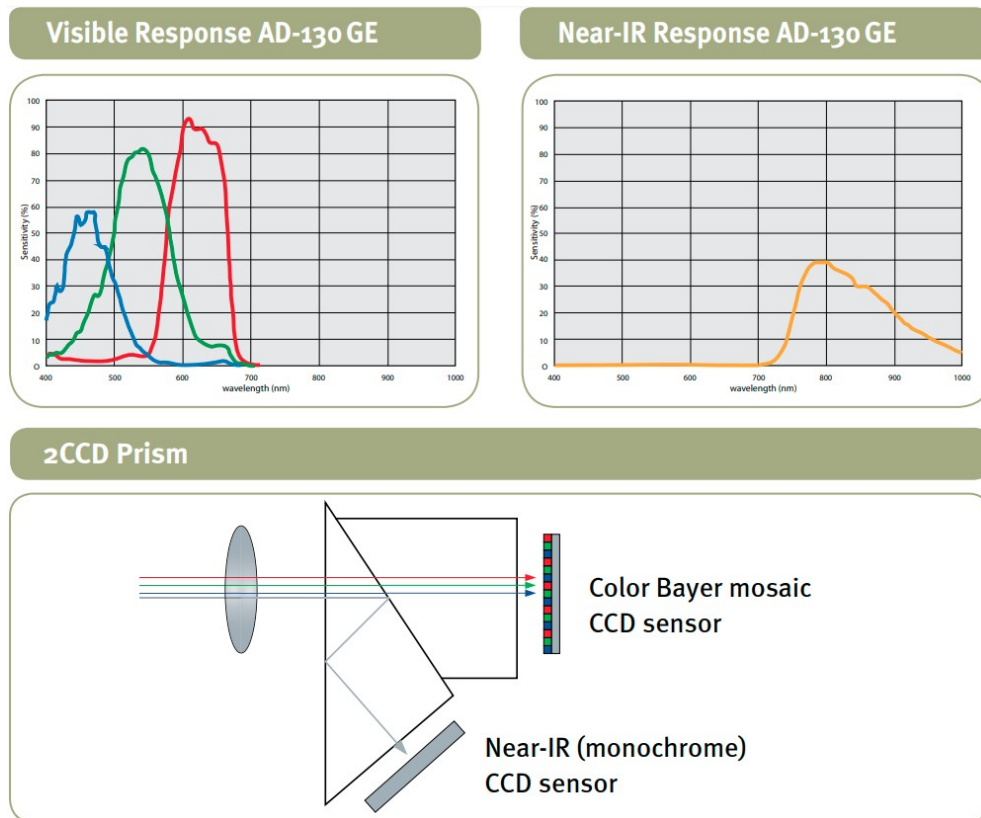 Visible Response AD-130 GE
Near-IR Response AD-130 GE
100
90
80
70
60
50
40
30
20
10
0
Sensitivity (%)
400 500 600 700 800 900 1000
wavelength (nm)
100
90
80
70
60
50
40
30
20
10
0
Sensitivity (%)
400 500 600 700 800 900 1000
wavelength (nm)
2CCD Prism
Color Bayer mosaic
CCD sensor
Near-IR (monochrome)
CCD sensor